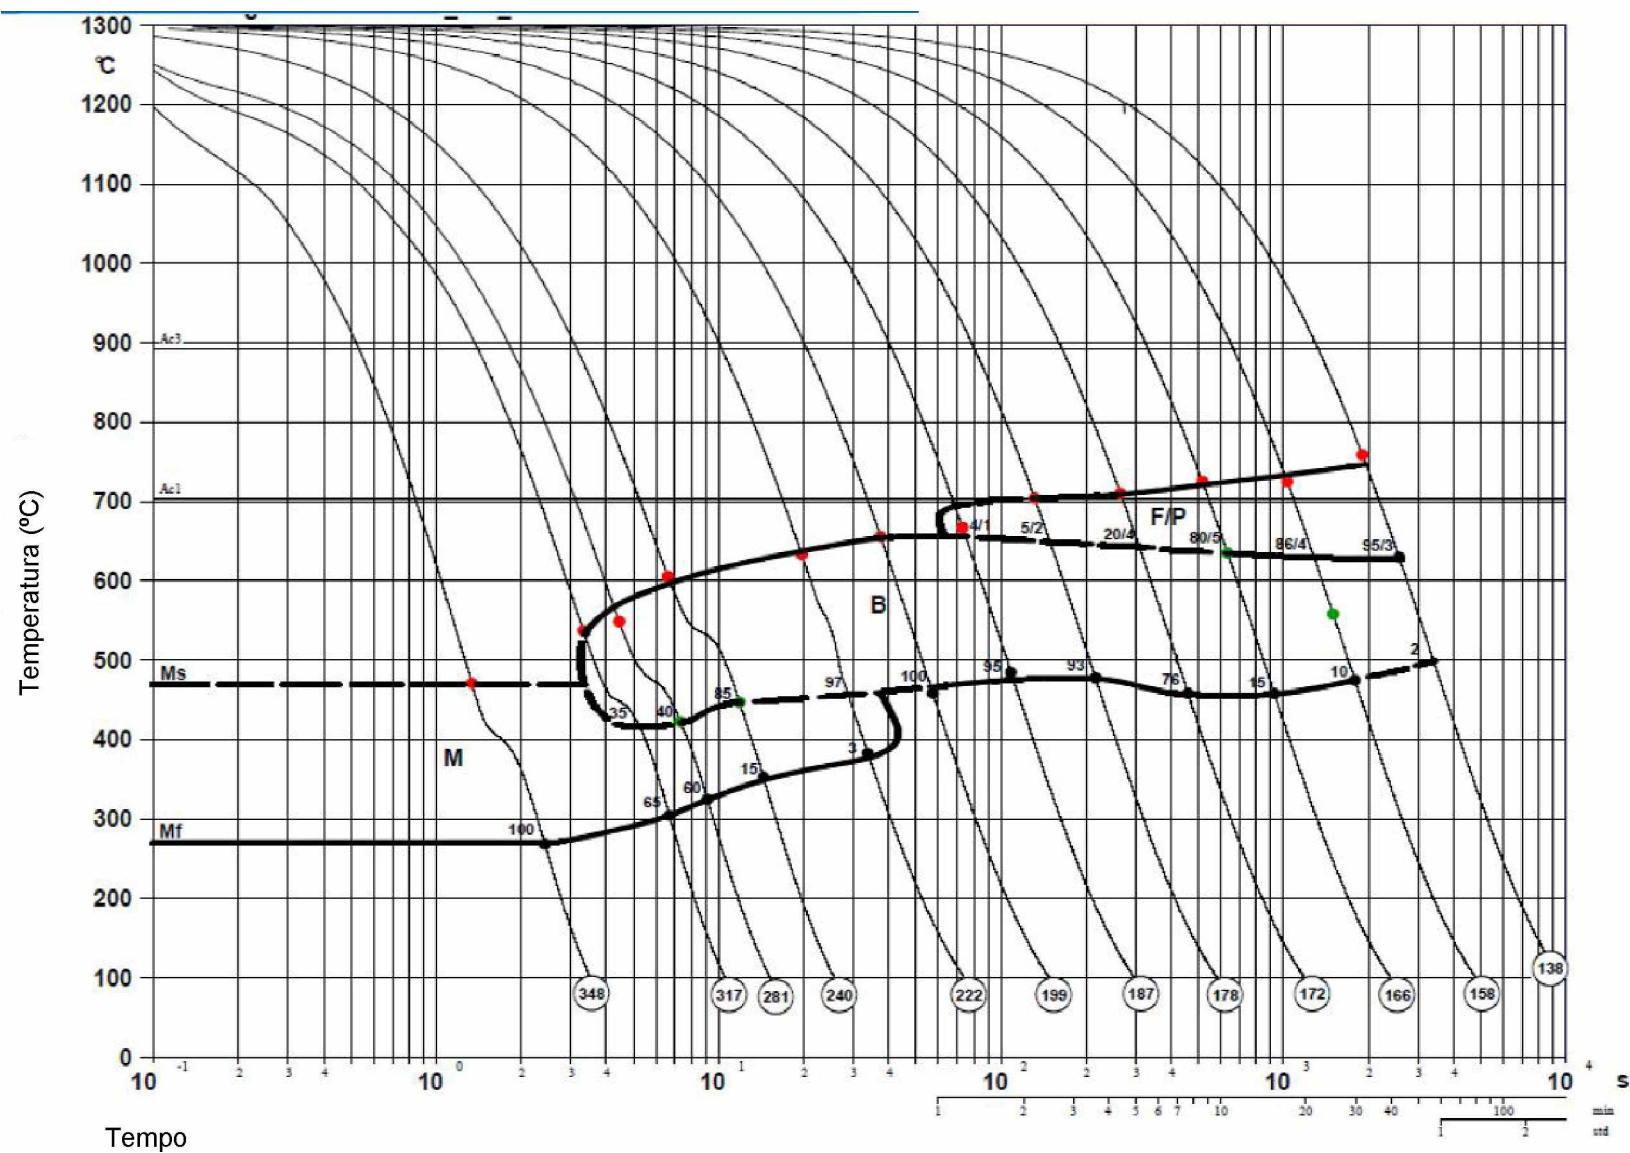 1300
°C
1200
1100
1000
Ac3
900
800
Ac1
700
4/1 5/2 20/4 80/5 86/4 95/3
F/P
600
B
500
Ms
2
95 93 76 15 10
85 97 100
35 40
400
M
3
15
60
65
300
Mf
100
200
100
348 317 281 240 222 199 187 178 172 166 158 138
0
10 -1 2 3 4 10 0 2 3 4 10 1 2 3 4 10 2 2 3 4 10 3 2 3 4 10 4 s
1 2 3 4 5 6 7 10 20 30 40 100 min
1 2 std
Temperatura (ºC)
Tempo